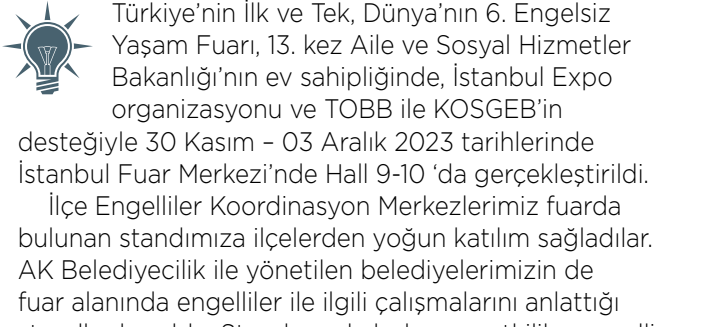 Türkiye’nin İlk ve Tek, Dünya’nın 6. Engelsiz
Yaşam Fuarı, 13. kez Aile ve Sosyal Hizmetler
Bakanlığı’nın ev sahipliğinde, İstanbul Expo
organizasyonu ve TOBB ile KOSGEB’in
desteğiyle 30 Kasım – 03 Aralık 2023 tarihlerinde
İstanbul Fuar Merkezi’nde Hall 9-10 ‘da gerçekleştirildi.
İlçe Engelliler Koordinasyon Merkezlerimiz fuarda
bulunan standımıza ilçelerden yoğun katılım sağladılar.
AK Belediyecilik ile yönetilen belediyelerimizin de
fuar alanında engelliler ile ilgili çalışmalarını anlattığı